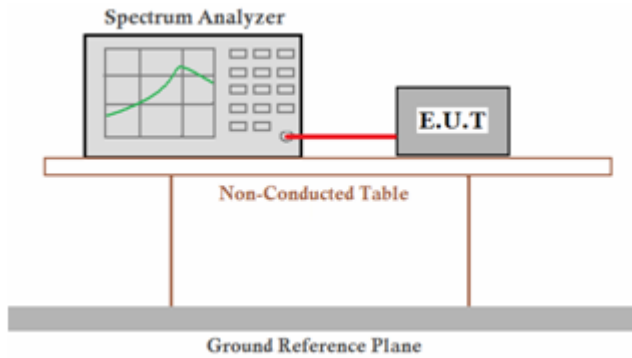 Spectrum Analyzer
E.U.T
Non-Conducted Table
Ground Reference Plane